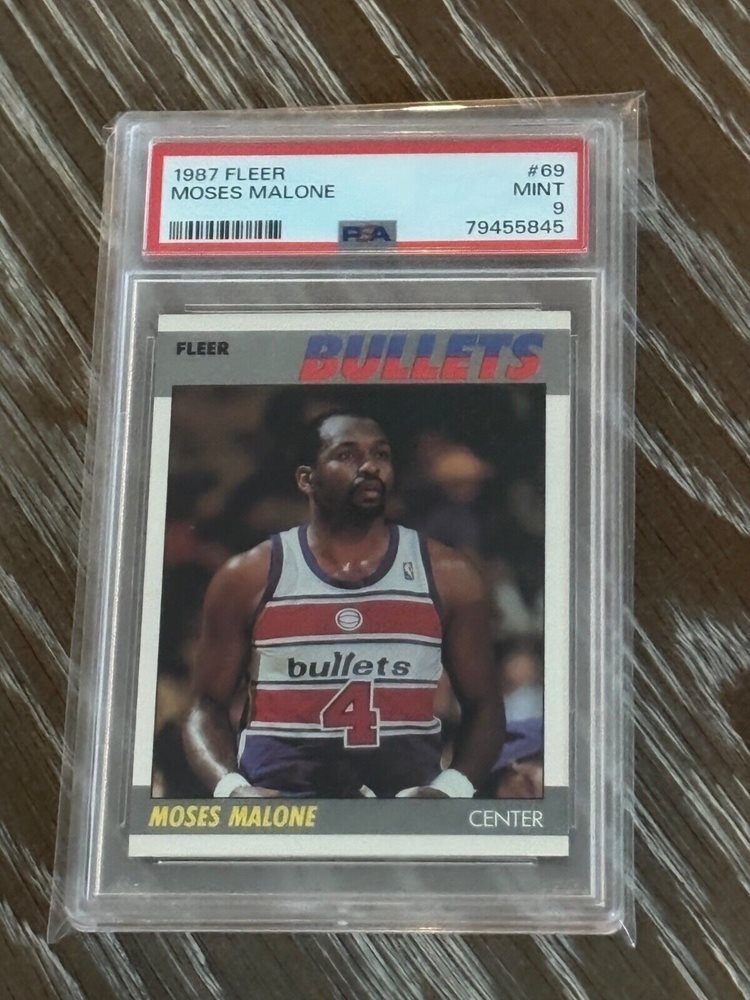 1987 FLEER #69
MOSES MALONE MINT
9
PSA 79455845
FLEER BULLETS
bullets
4
MOSES MALONE CENTER